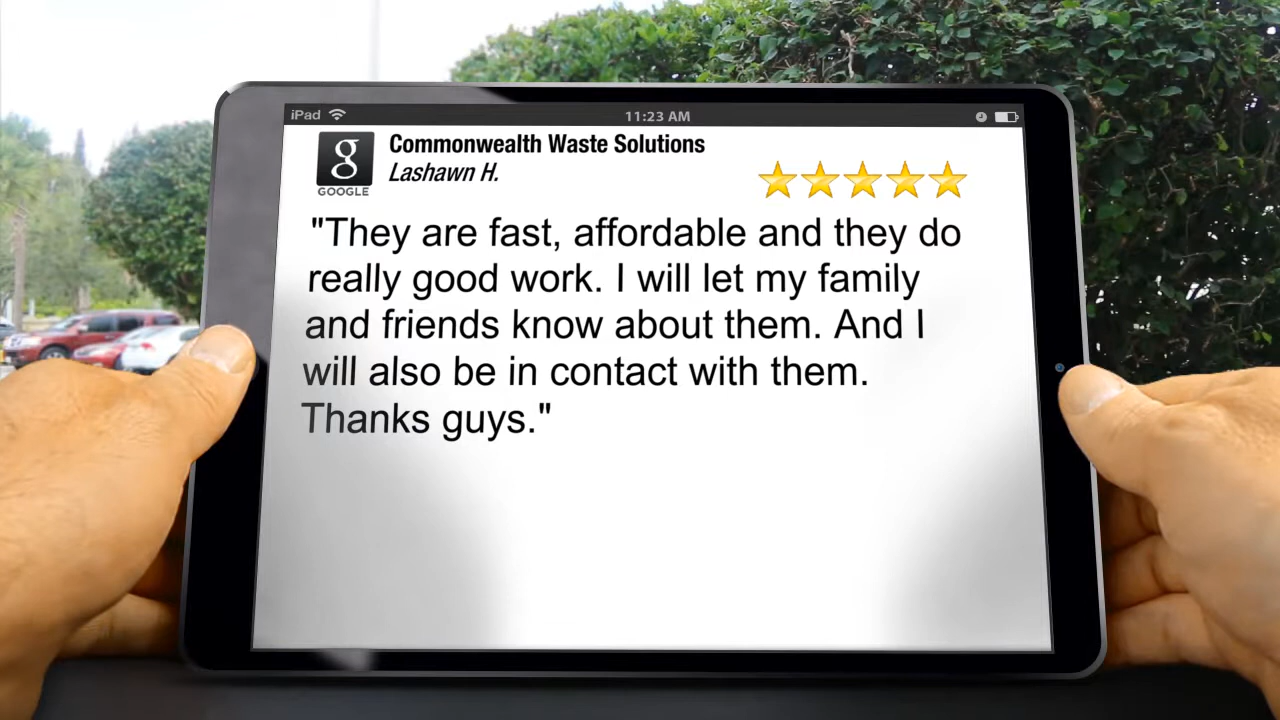 iPad 11:23 AM
g Commonwealth Waste Solutions
GOOGLE Lashawn H.
"They are fast, affordable and they do
really good work. I will let my family
and friends know about them. And I
will also be in contact with them.
Thanks guys."